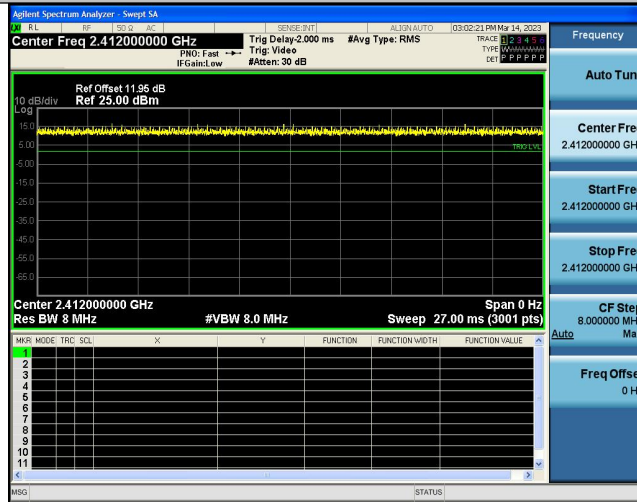 Agilent Spectrum Analyzer - Swept SA
RL RF 50 Ω AC SENSE:INT ALIGN AUTO 03:02:21 PM Mar 14, 2023
Center Freq 2.412000000 GHz
PNO: Fast
IFGain:Low
Trig Delay-2.000 ms
Trig: Video
#Atten: 30 dB
#Avg Type: RMS
TRACE 1 2 3 4 5 6
TYPE
DET P P P P P P
Ref Offset 11.95 dB
10 dB/div Ref 25.00 dBm
Log
15.0
5.00
TRIG LVL
-5.00
-15.0
-25.0
-35.0
-45.0
-55.0
-65.0
Center 2.412000000 GHz Span 0 Hz
Res BW 8 MHz #VBW 8.0 MHz Sweep 27.00 ms (3001 pts)
MKR MODE TRC SCL X Y FUNCTION FUNCTION WIDTH FUNCTION VALUE
1
2
3
4
5
6
7
8
9
10
11
MSG STATUS
Frequency
Auto Tun
Center Fre
2.412000000 GH
Start Fre
2.412000000 GH
Stop Fre
2.412000000 GH
CF Ste
8.000000 MH
Auto Ma
Freq Offse
0 H